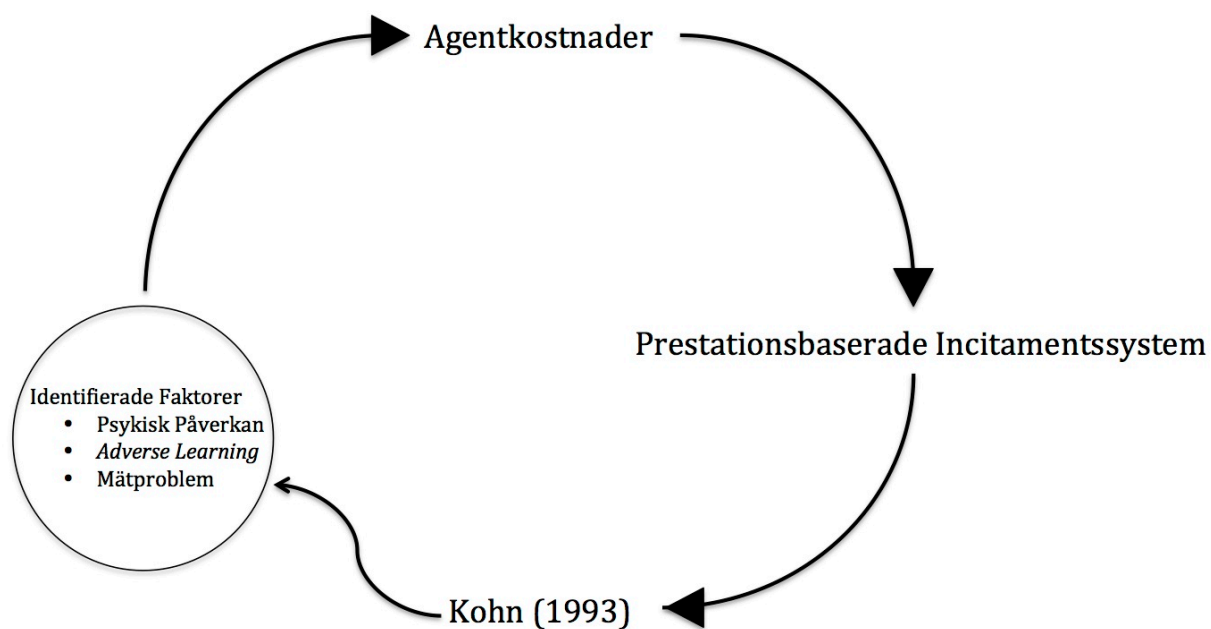 Agentkostnader
Prestationsbaserade Incitamentssystem
Identifierade Faktorer
• Psykisk Påverkan
• Adverse Learning
• Mätproblem
Kohn (1993)